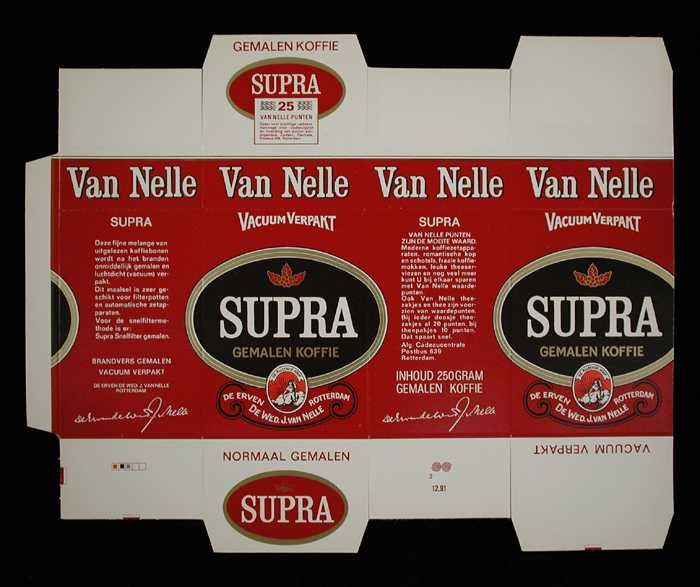 GEMALEN KOFFIE
SUPRA
25
VAN NELLE PUNTEN
Van Nelle
SUPRA
Deze fijne melange van
uitgelezen koffiebonen
wordt na het branden
onmiddelijk gemalen en
luchtdicht (vacuum) ver-
pakt.
Dit maalsel is zeer ge-
schikt voor filterpotten
en automatische zetap-
paraten.
Voor de snelfilterme-
thode is er:
Supra Snelfilter gemalen.
BRANDVERS GEMALEN
VACUUM VERPAKT
DE ERVEN DE WED. J. VAN NELLE
ROTTERDAM
Van Nelle
VACUUM VERPAKT
SUPRA
GEMALEN KOFFIE
DE ERVEN
ROTTERDAM
DE WED. J. VAN NELLE
Van Nelle
SUPRA
VAN NELLE PUNTEN
ZIJN DE MOEITE WAARD.
Moderne koffiezetappa-
raten, romantische kop
en schotels, fraaie koffie-
mokken, leuke theeser-
viezen en nog veel meer
kunt U bij elkaar sparen
met Van Nelle waarde-
punten.
Ook Van Nelle thee-
zakjes en thee zijn voor-
zien van waardepunten.
Bij ieder doosje thee-
zakjes al 20 punten, bij
theepakjes 10 punten.
Dat spaart snel.
Alg. Cadeaucentrale
Postbus 639
Rotterdam.
INHOUD 250 GRAM
GEMALEN KOFFIE
Van Nelle
VACUUM VERPAKT
SUPRA
GEMALEN KOFFIE
DE ERVEN
ROTTERDAM
DE WED. J. VAN NELLE
NORMAAL GEMALEN
SUPRA
3
12.91
VACUUM VERPAKT